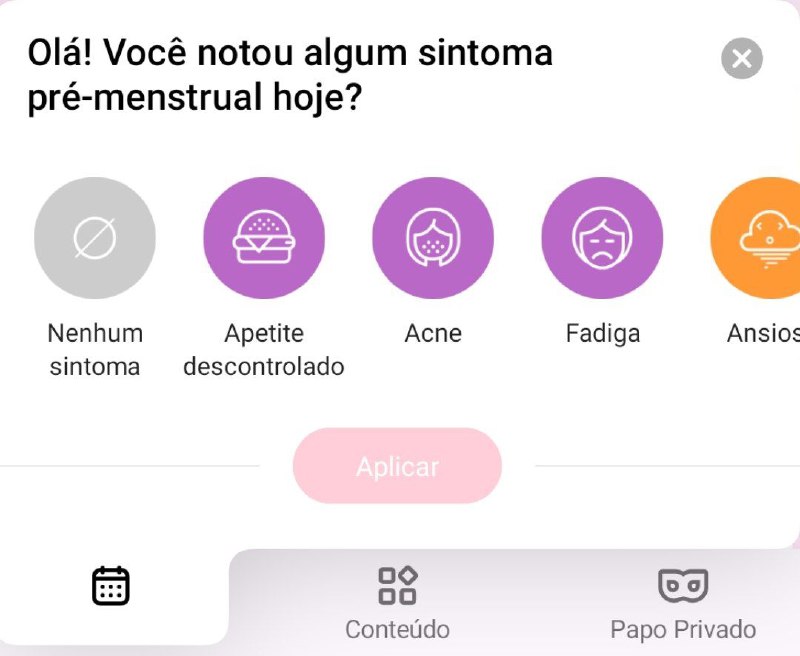 Olá! Você notou algum sintoma
pré-menstrual hoje?
Nenhum
sintoma
Apetite
descontrolado
Acne
Fadiga
Ansios
Aplicar
Conteúdo
Papo Privado